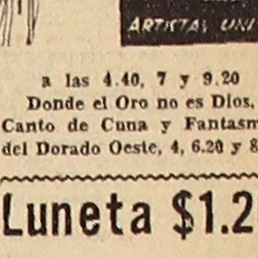 ARTISTAS UNI
a las 4.40, 7 y 9.20
Donde el Oro no es Dios,
Canto de Cuna y Fantasm
del Dorado Oeste, 4, 6.20 y 8
Luneta $1.2